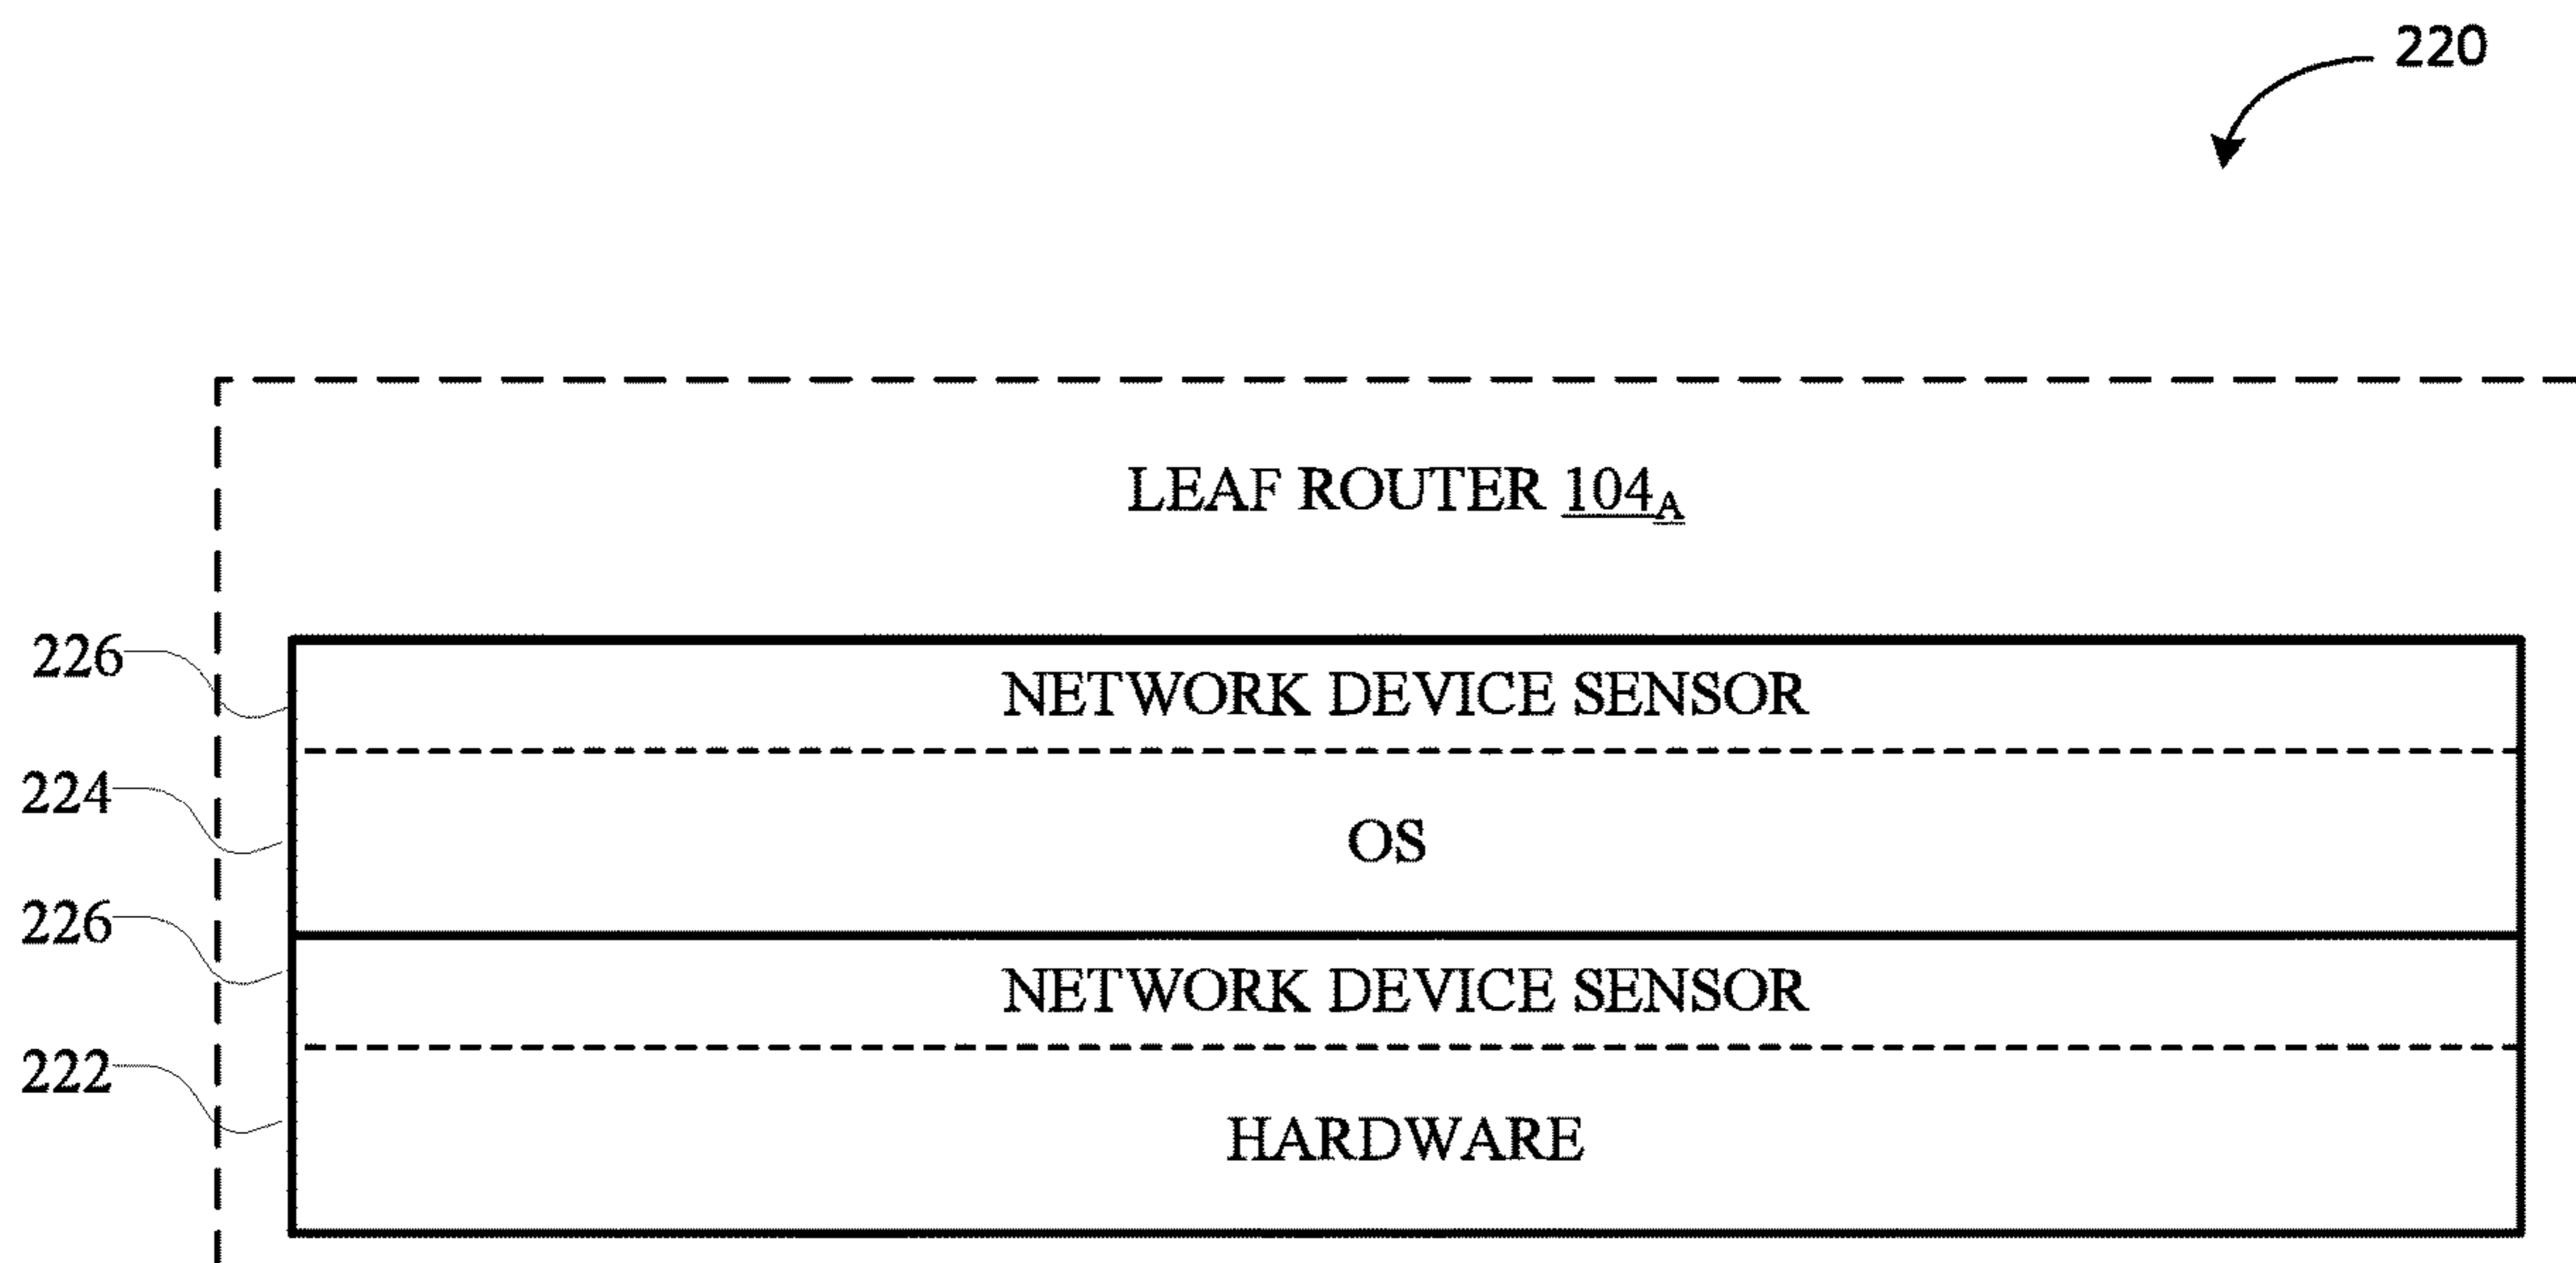 220
LEAF ROUTER 104A
226
NETWORK DEVICE SENSOR
224
OS
226
NETWORK DEVICE SENSOR
222
HARDWARE